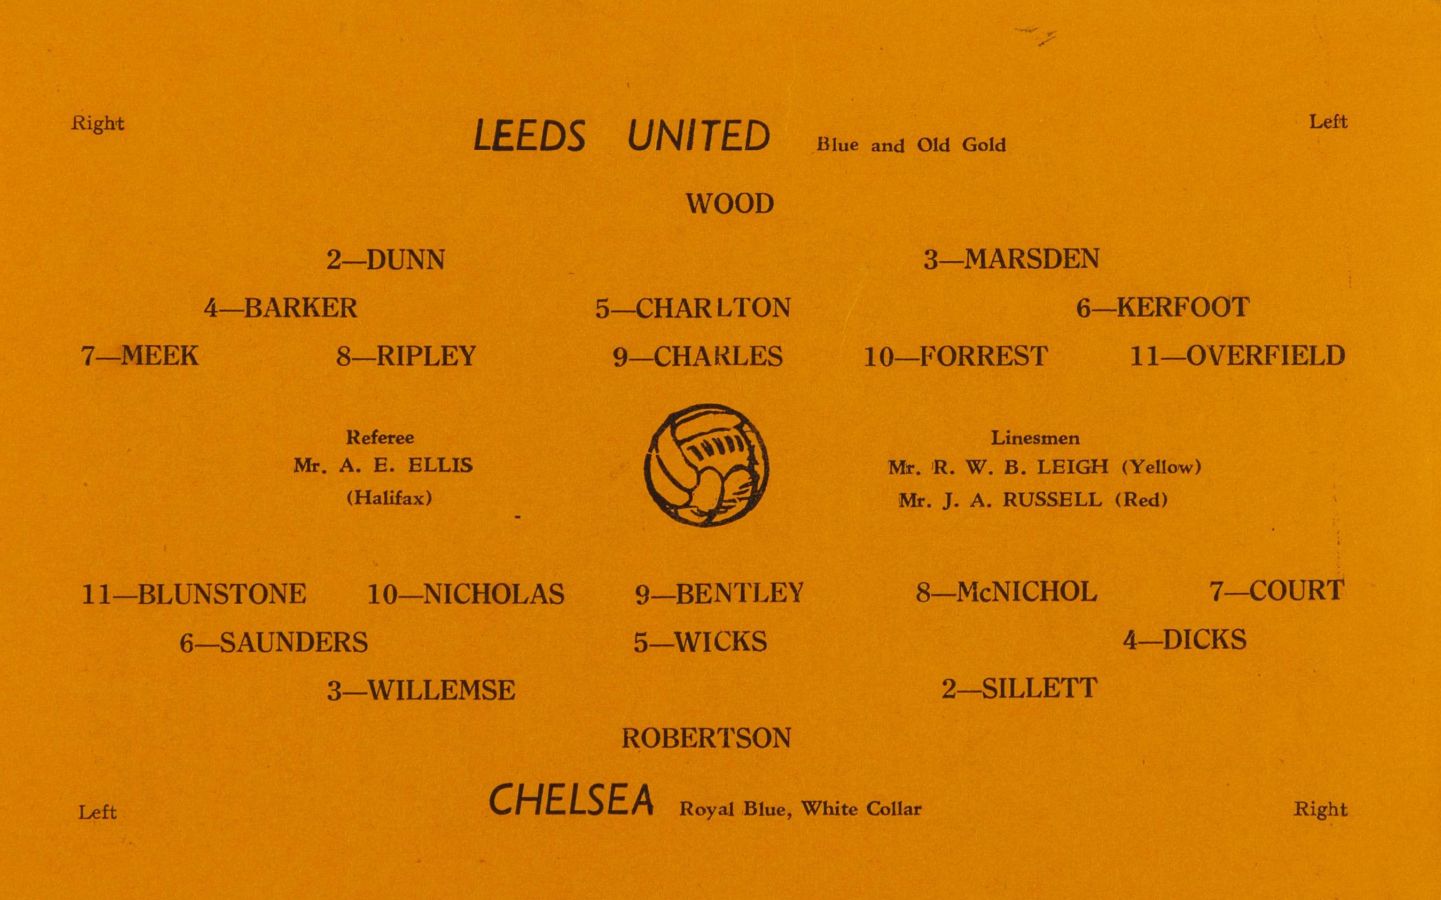 Right LEEDS UNITED Blue and Old Gold Left
WOOD
2—DUNN 3—MARSDEN
4—BARKER 5—CHARLTON 6—KERFOOT
7—MEEK 8—RIPLEY 9—CHARLES 10—FORREST 11—OVERFIELD
Referee Linesmen
Mr. A. E. ELLIS Mr. R. W. B. LEIGH (Yellow)
(Halifax) Mr. J. A. RUSSELL (Red)
11—BLUNSTONE 10—NICHOLAS 9—BENTLEY 8—McNICHOL 7—COURT
6—SAUNDERS 5—WICKS 4—DICKS
3—WILLEMSE 2—SILLETT
ROBERTSON
Left CHELSEA Royal Blue, White Collar Right